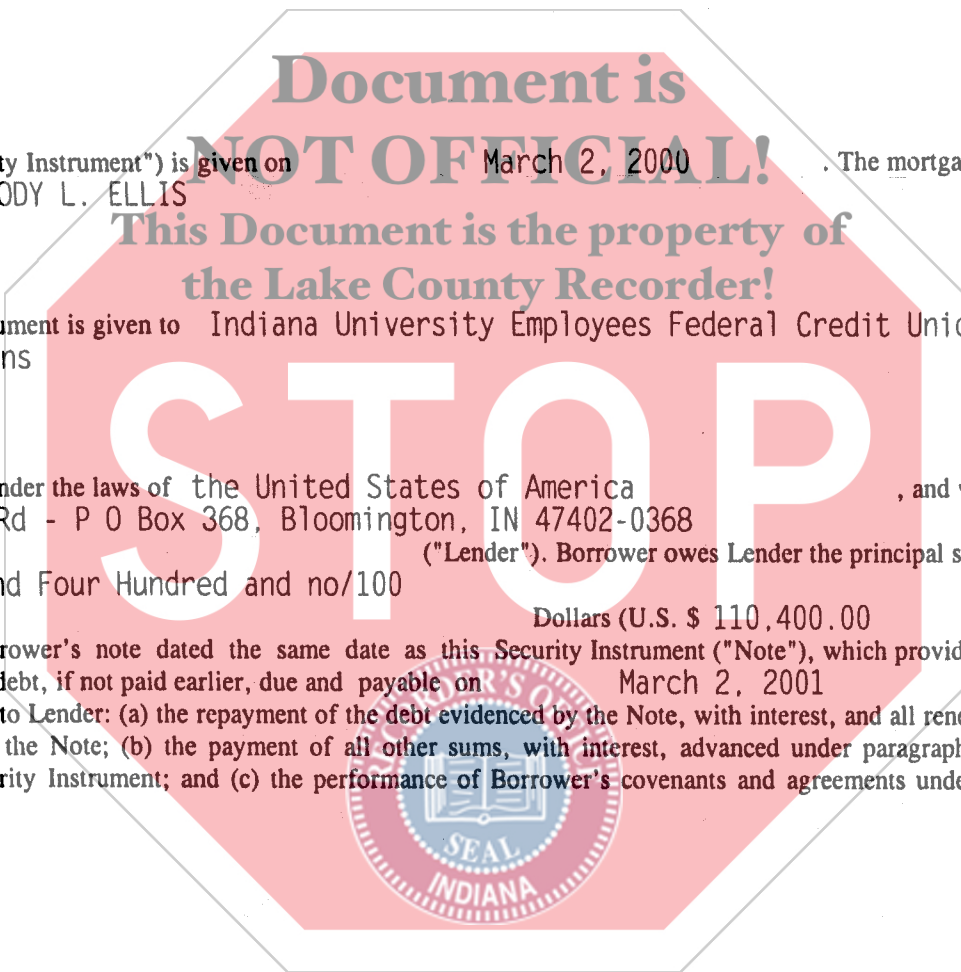 Document is
NOT OFFICIAL!
ty Instrument") is given on March 2, 2000 . The mortga
ODY L. ELLIS
This Document is the property of
the Lake County Recorder!
ument is given to Indiana University Employees Federal Credit Unio
ns
STOP
nder the laws of the United States of America , and
Rd - P O Box 368, Bloomington, IN 47402-0368
("Lender"). Borrower owes Lender the principal s
nd Four Hundred and no/100
Dollars (U.S. $ 110,400.00
rower's note dated the same date as this Security Instrument ("Note"), which provid
debt, if not paid earlier, due and payable on March 2, 2001
to Lender: (a) the repayment of the debt evidenced by the Note, with interest, and all rene
the Note; (b) the payment of all other sums, with interest, advanced under paragraph
rity Instrument; and (c) the performance of Borrower's covenants and agreements unde
RECORDER'S OFFICE
SEAL
INDIANA